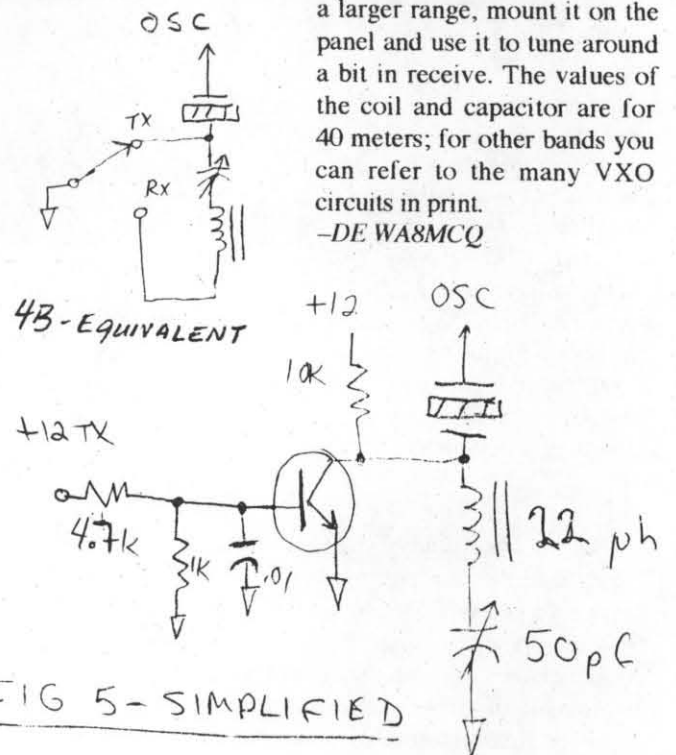 OSC
TX
RX
4B-EQUIVALENT
a larger range, mount it on the
panel and use it to tune around
a bit in receive. The values of
the coil and capacitor are for
40 meters; for other bands you
can refer to the many VXO
circuits in print.
–DE WA8MCQ
+12
OSC
10K
+12 TX
4.7k
1K
.01
22 µh
50pf
FIG 5- SIMPLIFIED